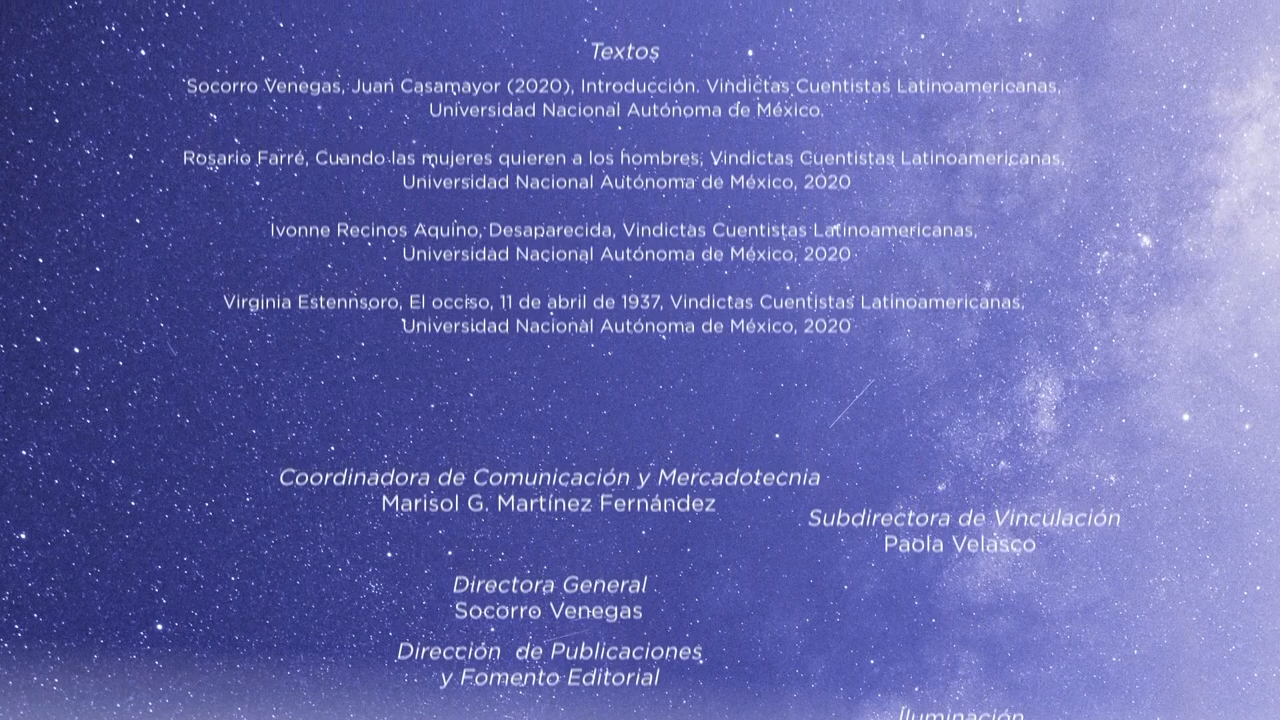 Textos
Socorro Venegas, Juan Casamayor (2020), Introducción. Vindictas Cuentistas Latinoamericanas,
Universidad Nacional Autónoma de México.
Rosario Farré, Cuando las mujeres quieren a los hombres, Vindictas Cuentistas Latinoamericanas,
Universidad Nacional Autónoma de México, 2020
Ivonne Recinos Aquino, Desaparecida, Vindictas Cuentistas Latinoamericanas,
Universidad Nacional Autónoma de México, 2020
Virginia Estennsoro, El occiso, 11 de abril de 1937, Vindictas Cuentistas Latinoamericanas,
Universidad Nacional Autónoma de México, 2020
Coordinadora de Comunicación y Mercadotecnia
Marisol G. Martínez Fernández
Subdirectora de Vinculación
Paola Velasco
Directora General
Socorro Venegas
Dirección de Publicaciones
y Fomento Editorial
Iluminación